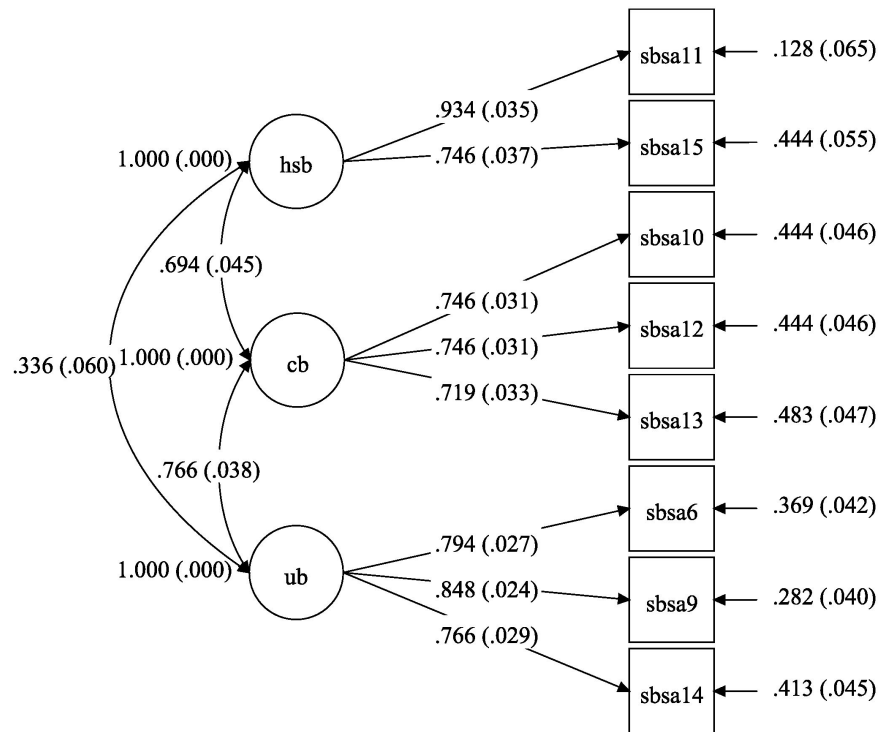 sbsa11
.128 (.065)
.934 (.035)
1.000 (.000)
hsb
.746 (.037)
sbsa15
.444 (.055)
sbsa10
.444 (.046)
.694 (.045)
.746 (.031)
sbsa12
.444 (.046)
.746 (.031)
.336 (.060)
1.000 (.000)
cb
.719 (.033)
sbsa13
.483 (.047)
.766 (.038)
sbsa6
.369 (.042)
.794 (.027)
1.000 (.000)
ub
.848 (.024)
sbsa9
.282 (.040)
.766 (.029)
sbsa14
.413 (.045)